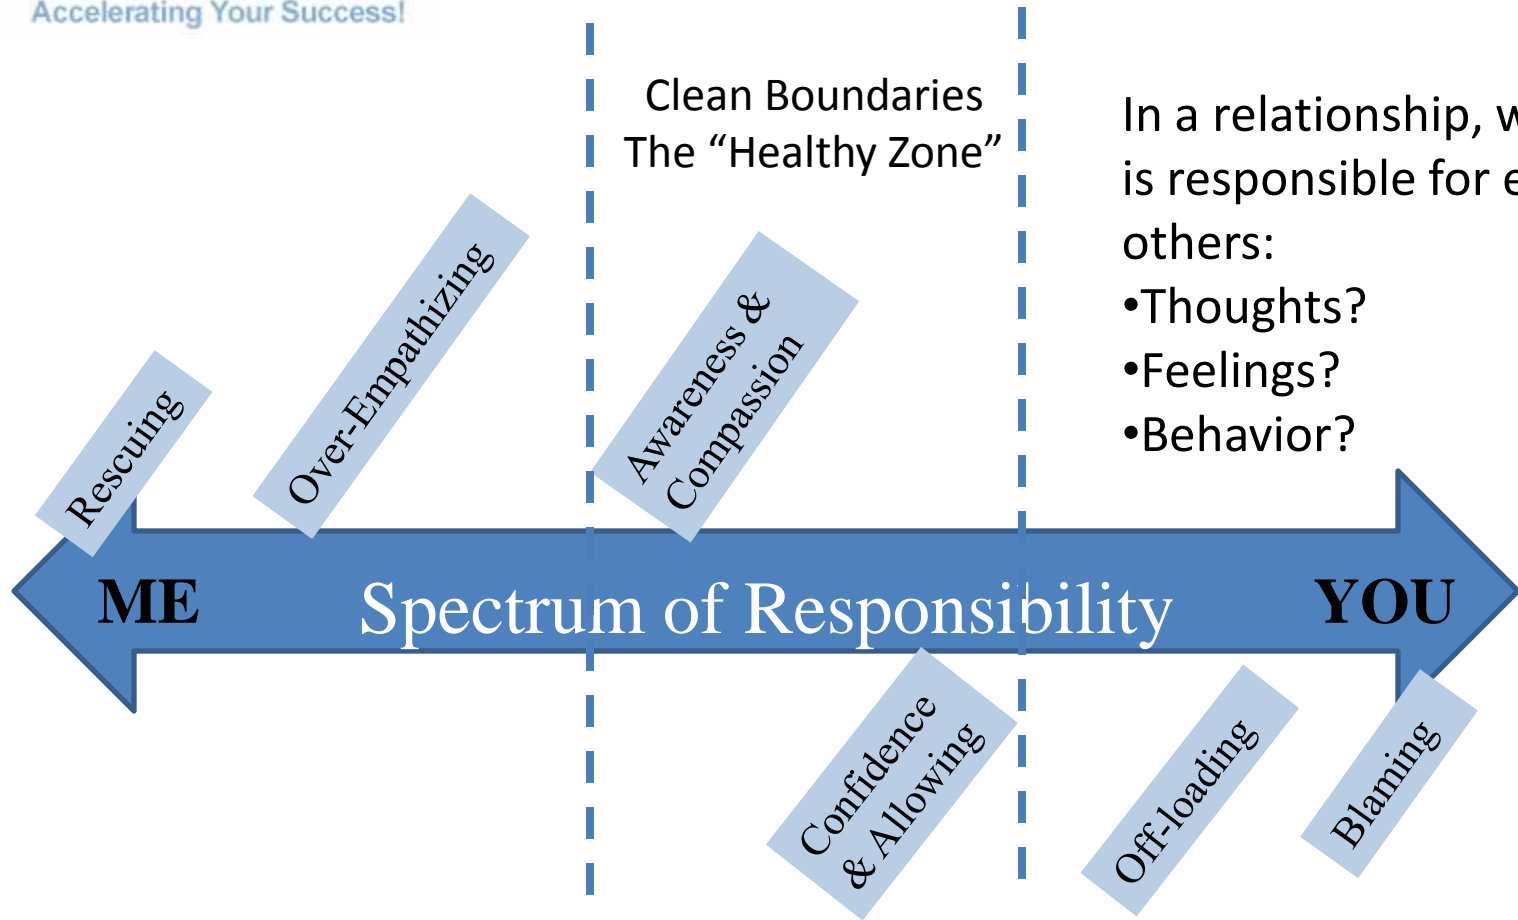 Accelerating Your Success!
Clean Boundaries
The “Healthy Zone”
In a relationship,
is responsible for
others:
•Thoughts?
•Feelings?
•Behavior?
Rescuing
Over-Empathizing
Awareness &
Compassion
ME
Spectrum of Responsibility
YOU
Confidence
& Allowing
Off-loading
Blaming